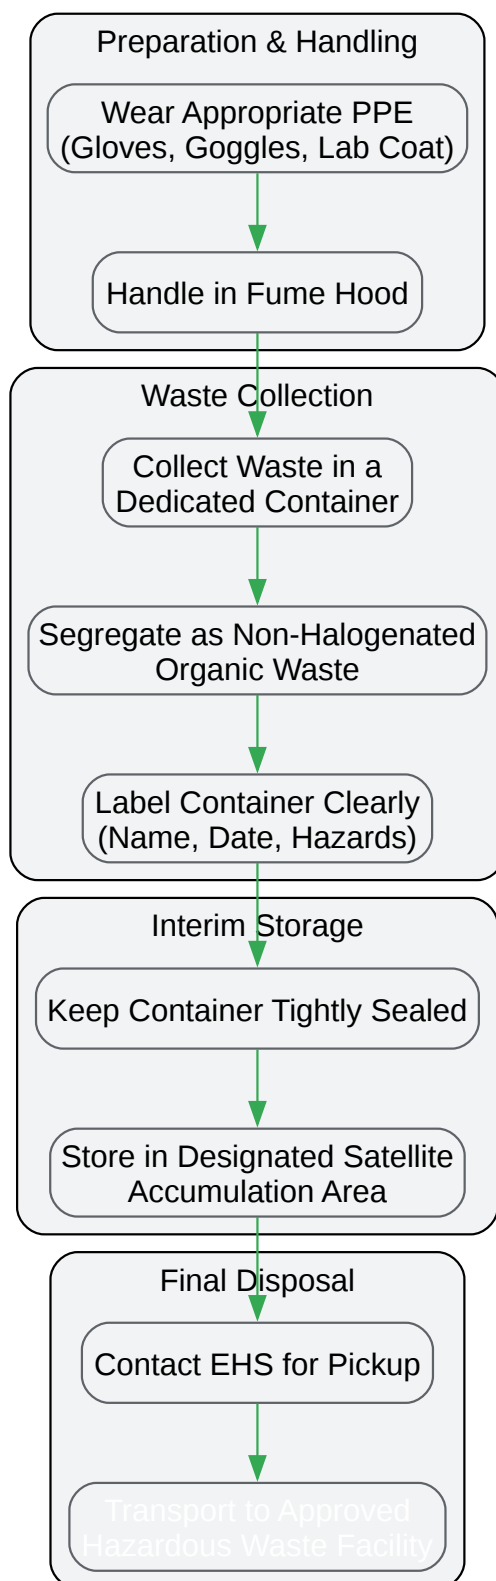 Preparation & Handling
Wear Appropriate PPE
(Gloves, Goggles, Lab Coat)
Handle in Fume Hood
Waste Collection
Collect Waste in a
Dedicated Container
Segregate as Non-Halogenated
Organic Waste
Label Container Clearly
(Name, Date, Hazards)
Interim Storage
Keep Container Tightly Sealed
Store in Designated Satellite
Accumulation Area
Final Disposal
Contact EHS for Pickup
Transport to Approved
Hazardous Waste Facility